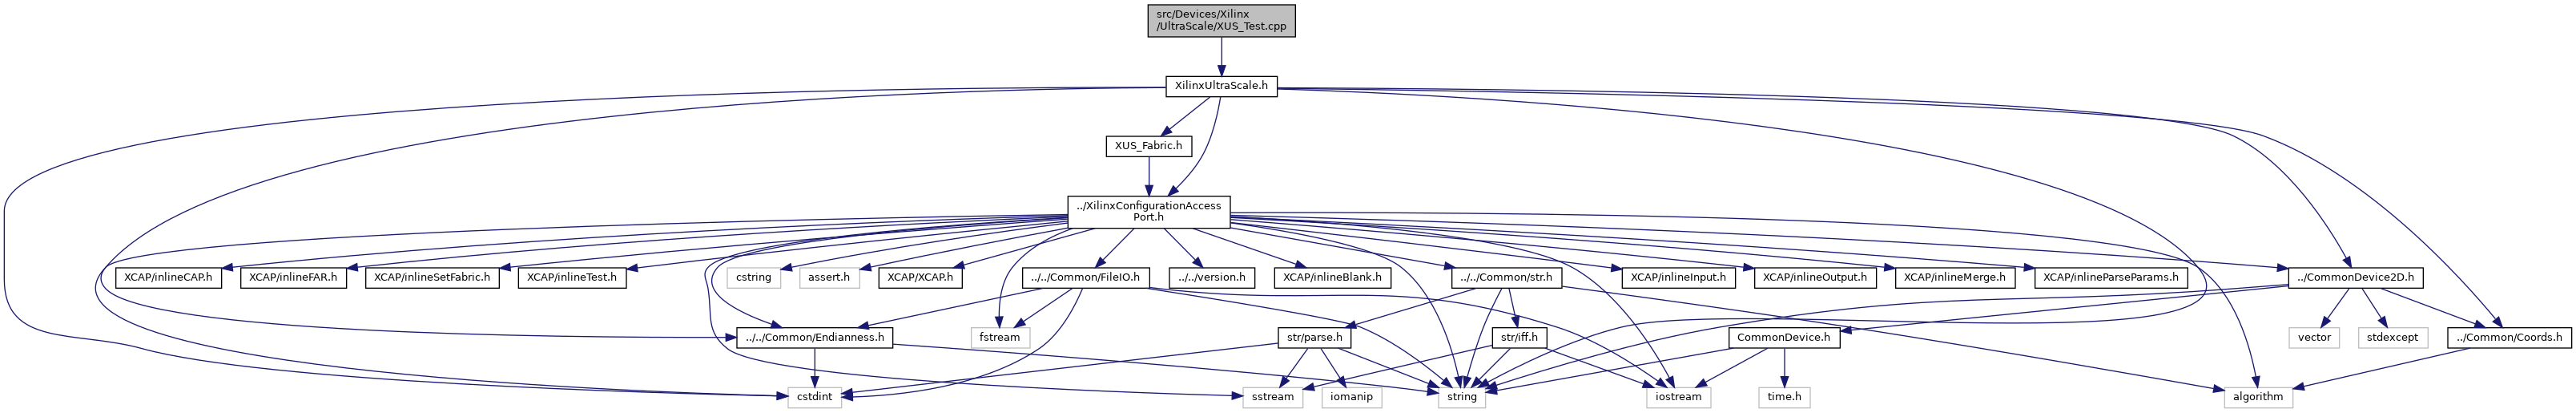 src/Devices/Xilinx
/UltraScale/XUS_Test.cpp
XilinxUltraScale.h
XUS_Fabric.h
../XilinxConfigurationAccess
Port.h
XCAP/inlineCAP.h
XCAP/inlineFAR.h
XCAP/inlineSetFabric.h
XCAP/inlineTest.h
cstring
assert.h
XCAP/XCAP.h
../../Common/FileIO.h
../../version.h
XCAP/inlineBlank.h
../../Common/str.h
XCAP/inlineInput.h
XCAP/inlineOutput.h
XCAP/inlineMerge.h
XCAP/inlineParseParams.h
../CommonDevice2D.h
../../Common/Endianness.h
fstream
str/parse.h
str/iff.h
CommonDevice.h
vector
stdexcept
../Common/Coords.h
cstdint
sstream
iomanip
string
iostream
time.h
algorithm